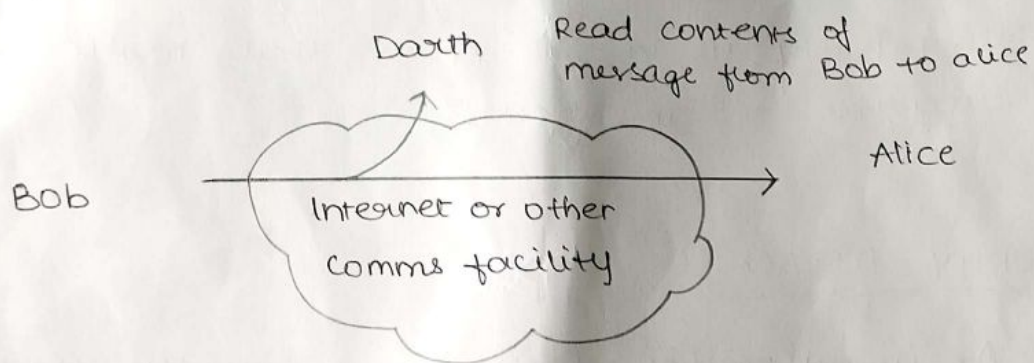 Darth
Read contents of
message from Bob to alice
Alice
Bob
Internet or other
comms facility